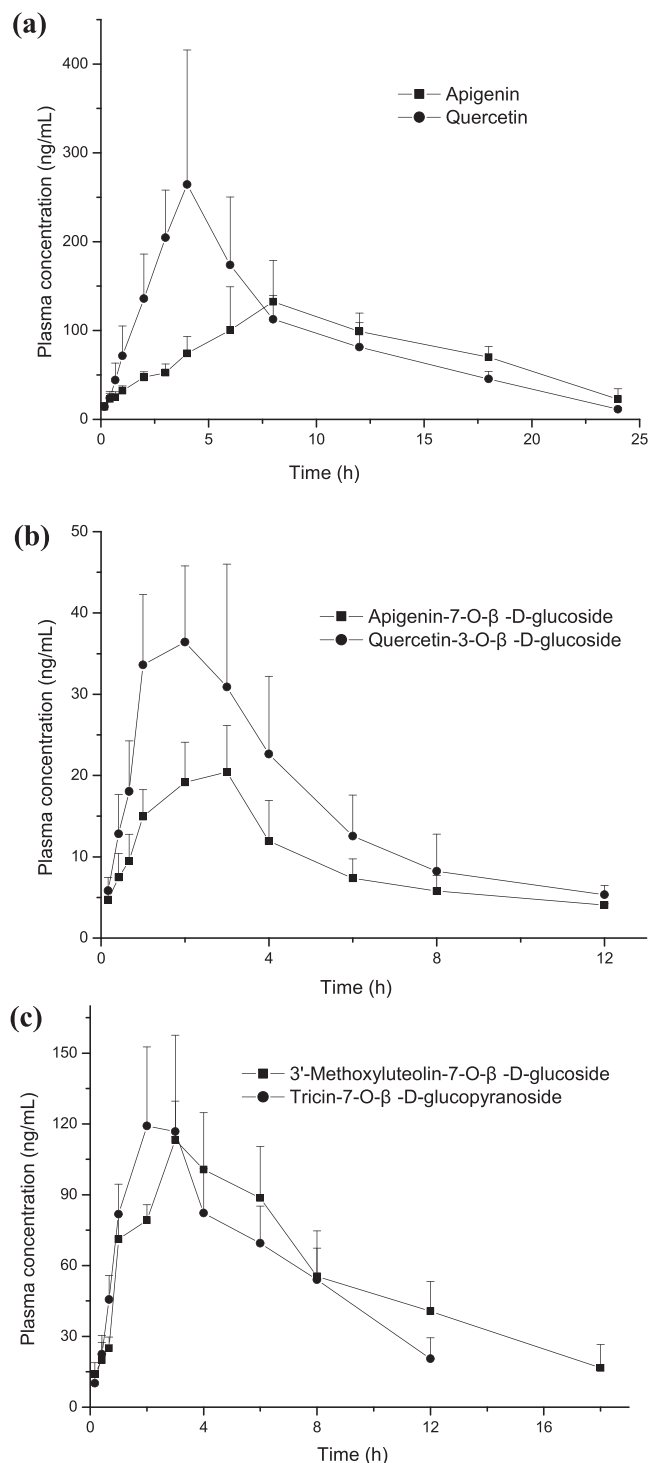 (a)
400
300
200
100
0
Plasma concentration (ng/mL)
Apigenin
Quercetin
0 5 10 15 20 25
Time (h)
(b)
50
40
30
20
10
0
Plasma concentration (ng/mL)
Apigenin-7-O-β -D-glucoside
Quercetin-3-O-β -D-glucoside
0 4 8 12
Time (h)
(c)
150
120
90
60
30
0
Plasma concentration (ng/mL)
3'-Methoxyluteolin-7-O-β -D-glucoside
Tricin-7-O-β -D-glucopyranoside
0 4 8 12 16
Time (h)